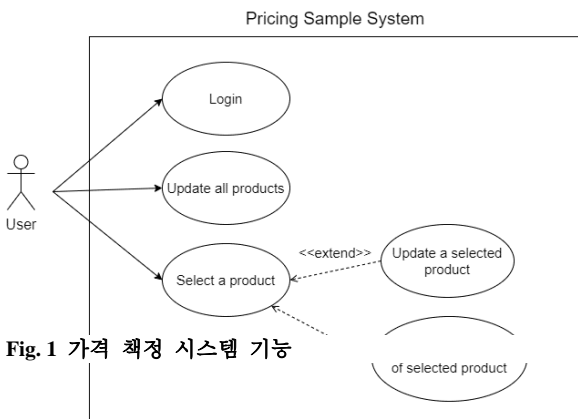 Pricing Sample System
Login
Update all products
User
Select a product
<<extend>>
Update a selected
product
of selected product
Fig. 1 가격 책정 시스템 기능